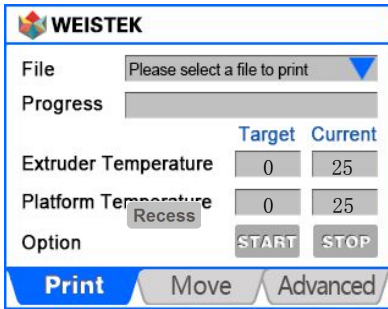 WEISTEK
File Please select a file to print
Progress
Target Current
Extruder Temperature 0 25
Platform Temperature 0 25
Recess
Option START STOP
Print Move Advanced